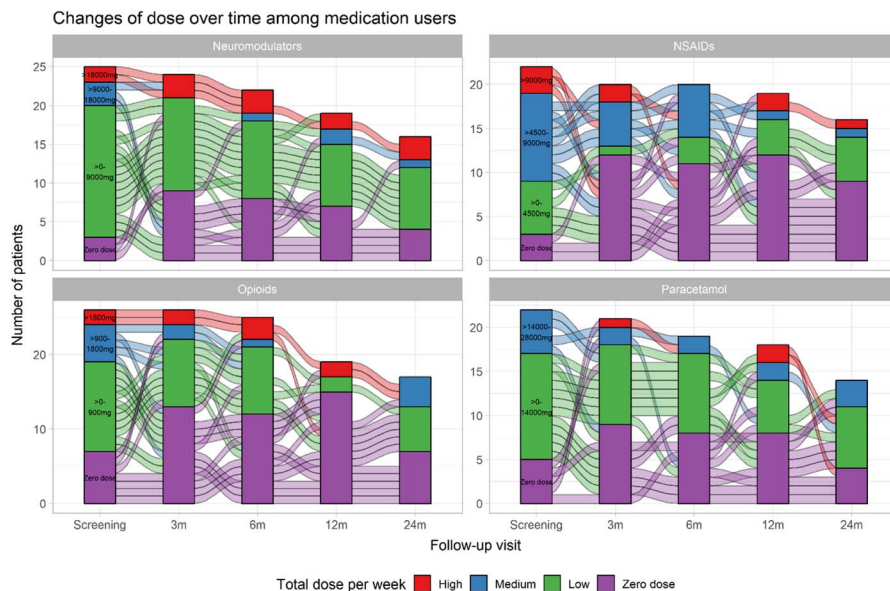 Changes of dose over time among medication users
Neuromodulators
NSAIDs
25
20
15
10
5
0
>18000mg
>9000-
18000mg
>0-
9000mg
Zero dose
20
15
10
5
0
>9000mg
>4500-
9000mg
>0-
4500mg
Zero dose
Number of patients
Opioids
Paracetamol
20
10
0
>1800mg
>900-
1800mg
>0-
900mg
Zero dose
20
15
10
5
0
>14000-
28000mg
>0-
14000mg
Zero dose
Screening 3m 6m 12m 24m
Screening 3m 6m 12m 24m
Follow-up visit
Total dose per week High Medium Low Zero dose